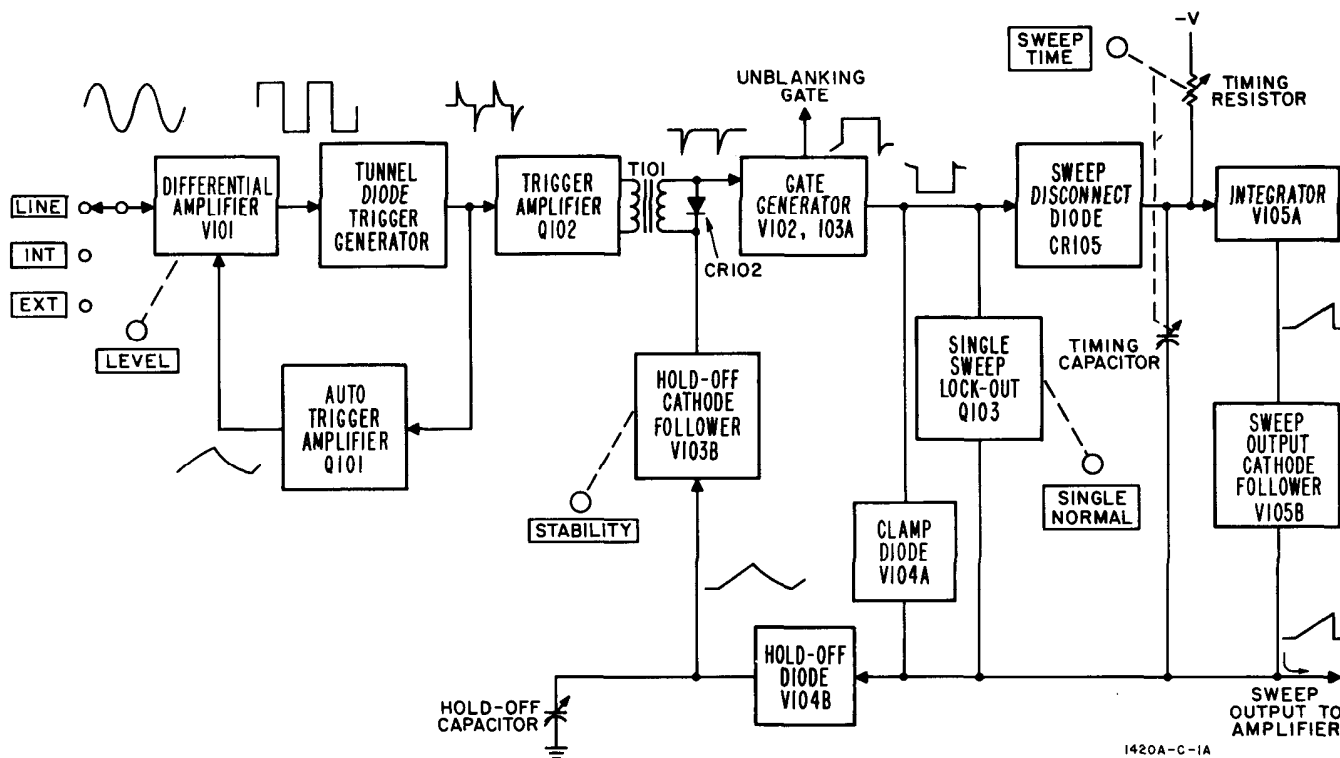 SWEEP
TIME
-V
TIMING
RESISTOR
UNBLANKING
GATE
LINE
INT
EXT
DIFFERENTIAL
AMPLIFIER
V101
TUNNEL
DIODE
TRIGGER
GENERATOR
TRIGGER
AMPLIFIER
Q102
T101
CR102
GATE
GENERATOR
V102, 103A
SWEEP
DISCONNECT
DIODE
CR105
INTEGRATOR
V105A
LEVEL
AUTO
TRIGGER
AMPLIFIER
Q101
HOLD-OFF
CATHODE
FOLLOWER
V103B
STABILITY
SINGLE
SWEEP
LOCK-OUT
Q103
TIMING
CAPACITOR
SWEEP
OUTPUT
CATHODE
FOLLOWER
V105B
SINGLE
NORMAL
CLAMP
DIODE
V104A
HOLD-OFF
DIODE
V104B
HOLD-OFF
CAPACITOR
SWEEP
OUTPUT TO
AMPLIFIER
1420A-C-1A